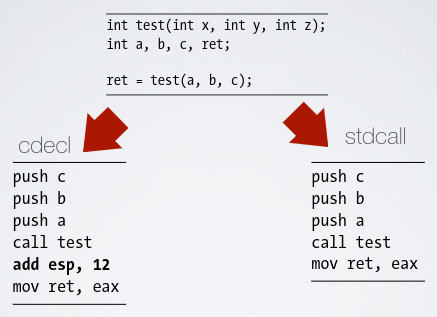 int test(int x, int y, int z);
int a, b, c, ret;
ret = test(a, b, c);
cdecl
push c
push b
push a
call test
add esp, 12
mov ret, eax
stdcall
push c
push b
push a
call test
mov ret, eax